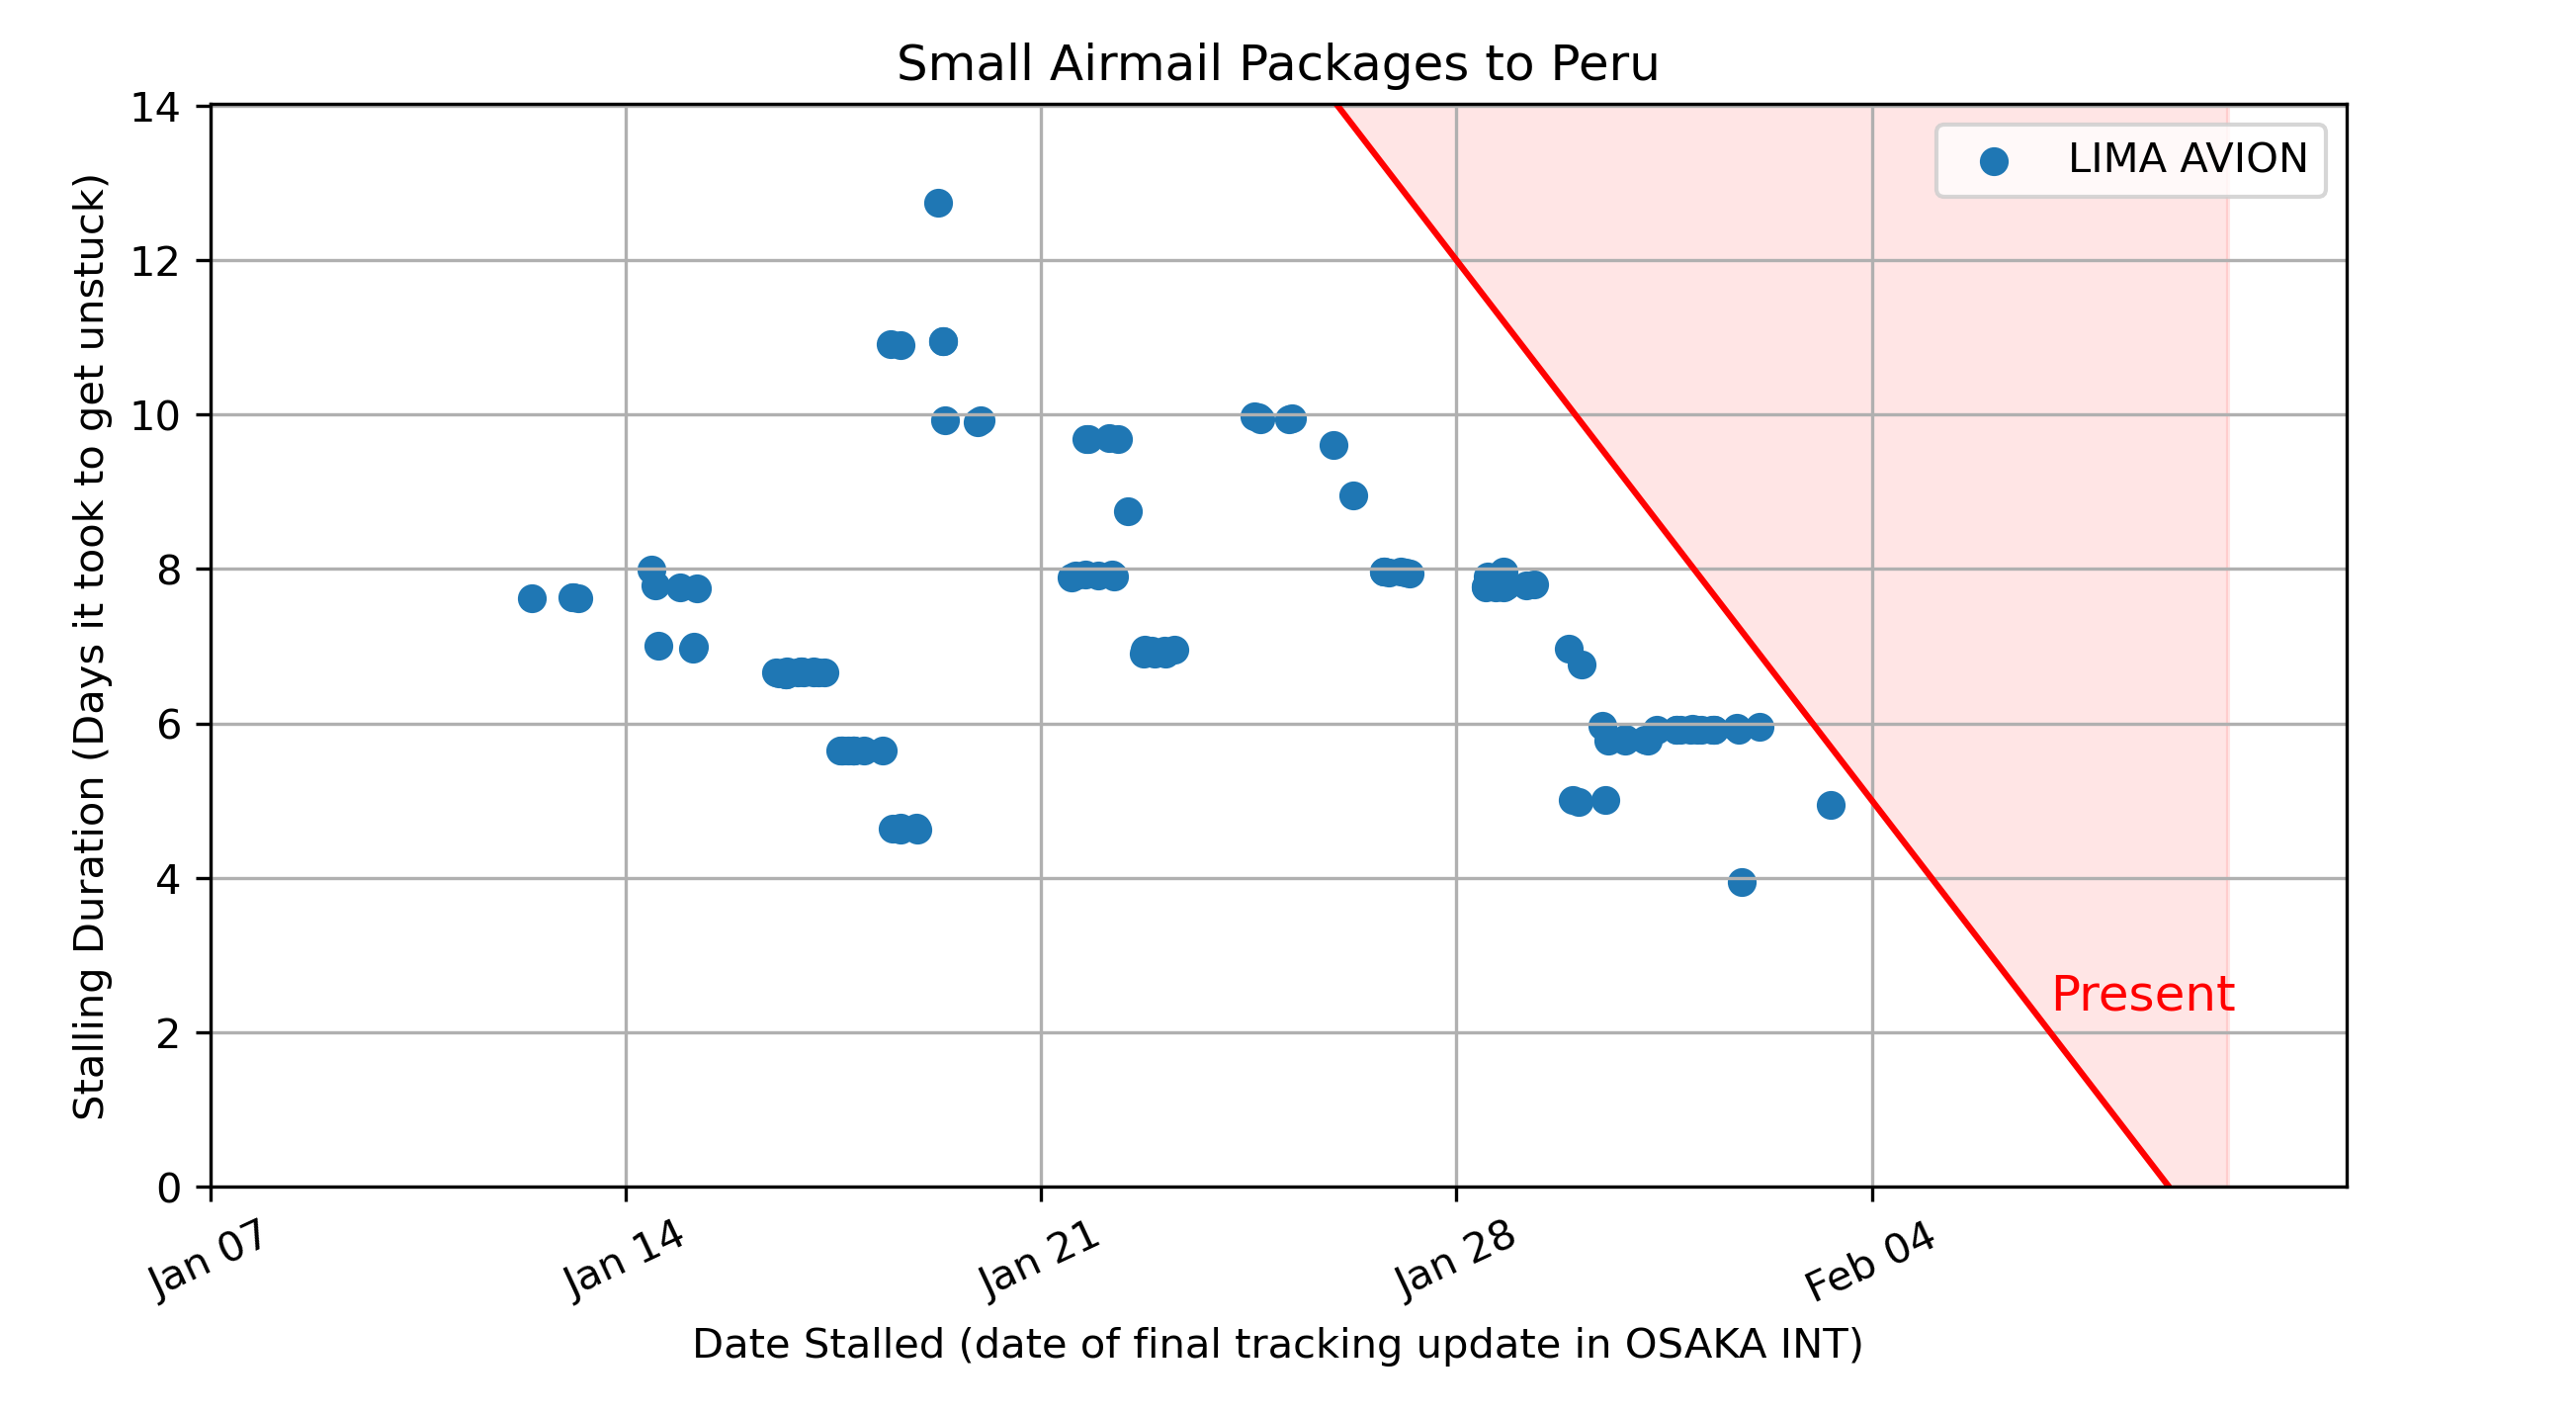 Small Airmail Packages to Peru
LIMA AVION
Stalling Duration (Days it took to get unstuck)
14
12
10
8
6
4
2
0
Present
Jan 07
Jan 14
Jan 21
Jan 28
Feb 04
Date Stalled (date of final tracking update in OSAKA INT)